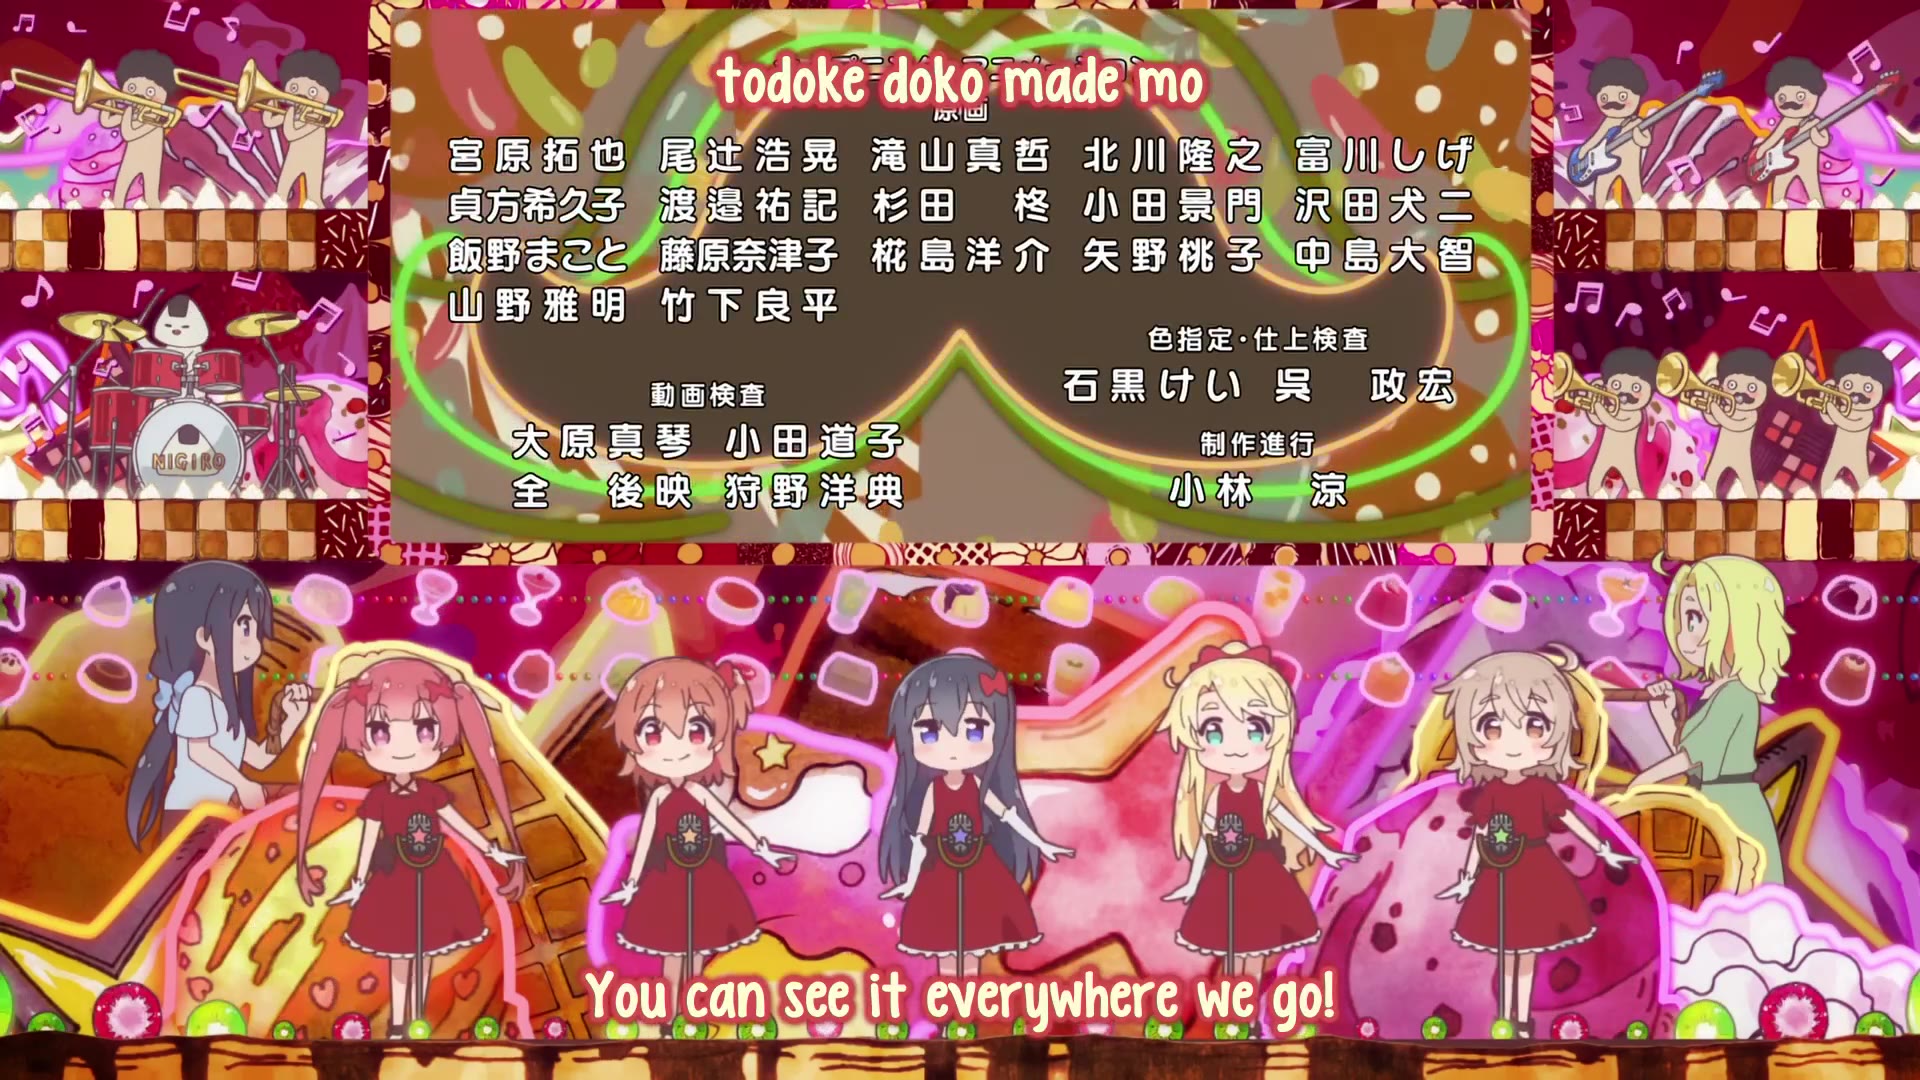 todoke doko made mo
原画
宮原拓也 尾辻浩晃 滝山真哲 北川隆之 富川しげ
貞方希久子 渡邉祐記 杉田 柊 小田景門 沢田犬二
飯野まこと 藤原奈津子 椛島洋介 矢野桃子 中島大智
山野雅明 竹下良平
色指定・仕上検査
石黒けい 呉 政宏
動画検査
大原真琴 小田道子
全 後映 狩野洋典
制作進行
小林 涼
NIGIRO
You can see it everywhere we go!